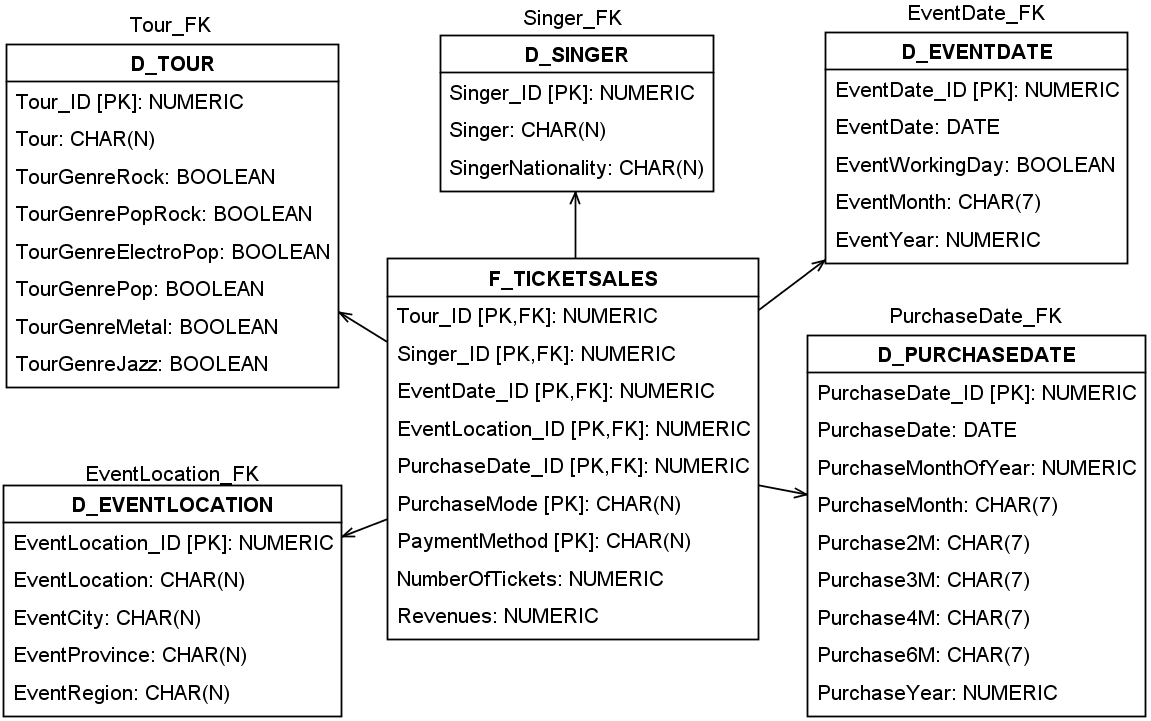 Tour_FK
D_TOUR
Tour_ID [PK]: NUMERIC
Tour: CHAR(N)
TourGenreRock: BOOLEAN
TourGenrePopRock: BOOLEAN
TourGenreElectroPop: BOOLEAN
TourGenrePop: BOOLEAN
TourGenreMetal: BOOLEAN
TourGenreJazz: BOOLEAN
Singer_FK
D_SINGER
Singer_ID [PK]: NUMERIC
Singer: CHAR(N)
SingerNationality: CHAR(N)
EventDate_FK
D_EVENTDATE
EventDate_ID [PK]: NUMERIC
EventDate: DATE
EventWorkingDay: BOOLEAN
EventMonth: CHAR(7)
EventYear: NUMERIC
F_TICKETSALES
Tour_ID [PK,FK]: NUMERIC
Singer_ID [PK,FK]: NUMERIC
EventDate_ID [PK,FK]: NUMERIC
EventLocation_ID [PK,FK]: NUMERIC
PurchaseDate_ID [PK,FK]: NUMERIC
PurchaseMode [PK]: CHAR(N)
PaymentMethod [PK]: CHAR(N)
NumberOfTickets: NUMERIC
Revenues: NUMERIC
PurchaseDate_FK
D_PURCHASEDATE
PurchaseDate_ID [PK]: NUMERIC
PurchaseDate: DATE
PurchaseMonthOfYear: NUMERIC
PurchaseMonth: CHAR(7)
Purchase2M: CHAR(7)
Purchase3M: CHAR(7)
Purchase4M: CHAR(7)
Purchase6M: CHAR(7)
PurchaseYear: NUMERIC
EventLocation_FK
D_EVENTLOCATION
EventLocation_ID [PK]: NUMERIC
EventLocation: CHAR(N)
EventCity: CHAR(N)
EventProvince: CHAR(N)
EventRegion: CHAR(N)